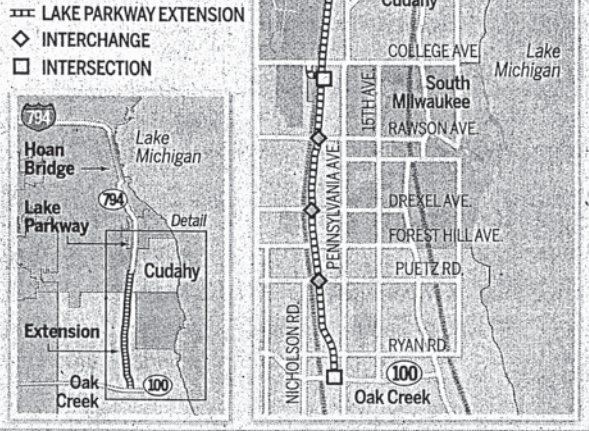 LAKE PARKWAY EXTENSION
INTERCHANGE
INTERSECTION
794
Hoan
Bridge
Lake
Michigan
794
Lake
Parkway
Detail
Cudahy
Extension
Oak
Creek
100
Cudahy
COLLEGE AVE.
Lake
Michigan
15TH AVE.
South
Milwaukee
RAWSON AVE.
PENNSYLVANIA AVE.
DREXEL AVE.
FOREST HILL AVE.
PUETZ RD.
NICHOLSON RD.
RYAN RD.
100
Oak Creek